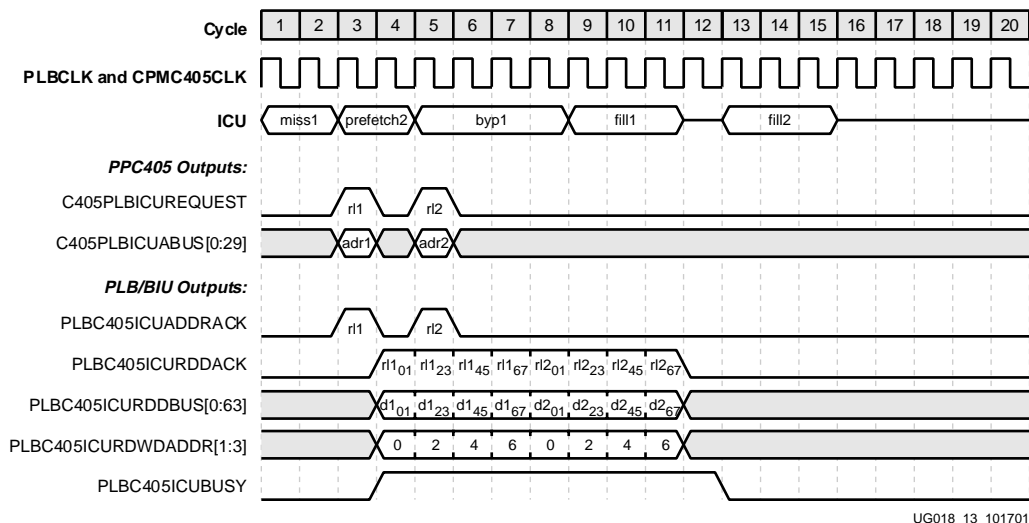 Cycle 1 2 3 4 5 6 7 8 9 10 11 12 13 14 15 16 17 18 19 20
PLBCLK and CPMC405CLK
ICU miss1 prefetch2 byp1 fill1 fill2
PPC405 Outputs:
C405PLBICUREQUEST rl1 rl2
C405PLBICUABUS[0:29] adr1 adr2
PLB/BIU Outputs:
PLBC405ICUADDRACK rl1 rl2
PLBC405ICURDDACK rl1₀₁ rl1₂₃ rl1₄₅ rl1₆₇ rl2₀₁ rl2₂₃ rl2₄₅ rl2₆₇
PLBC405ICURDDBUS[0:63] d1₀₁ d1₂₃ d1₄₅ d1₆₇ d2₀₁ d2₂₃ d2₄₅ d2₆₇
PLBC405ICURDWDADDR[1:3] 0 2 4 6 0 2 4 6
PLBC405ICUBUSY
UG018_13_101701